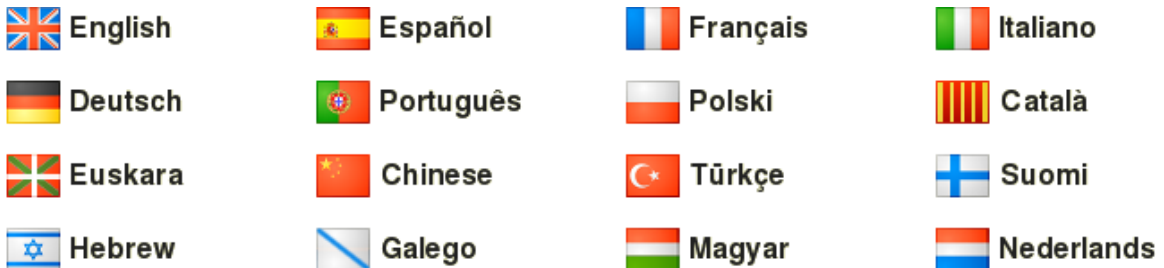 English Español Français Italiano
Deutsch Português Polski Català
Euskara Chinese Türkçe Suomi
Hebrew Galego Magyar Nederlands